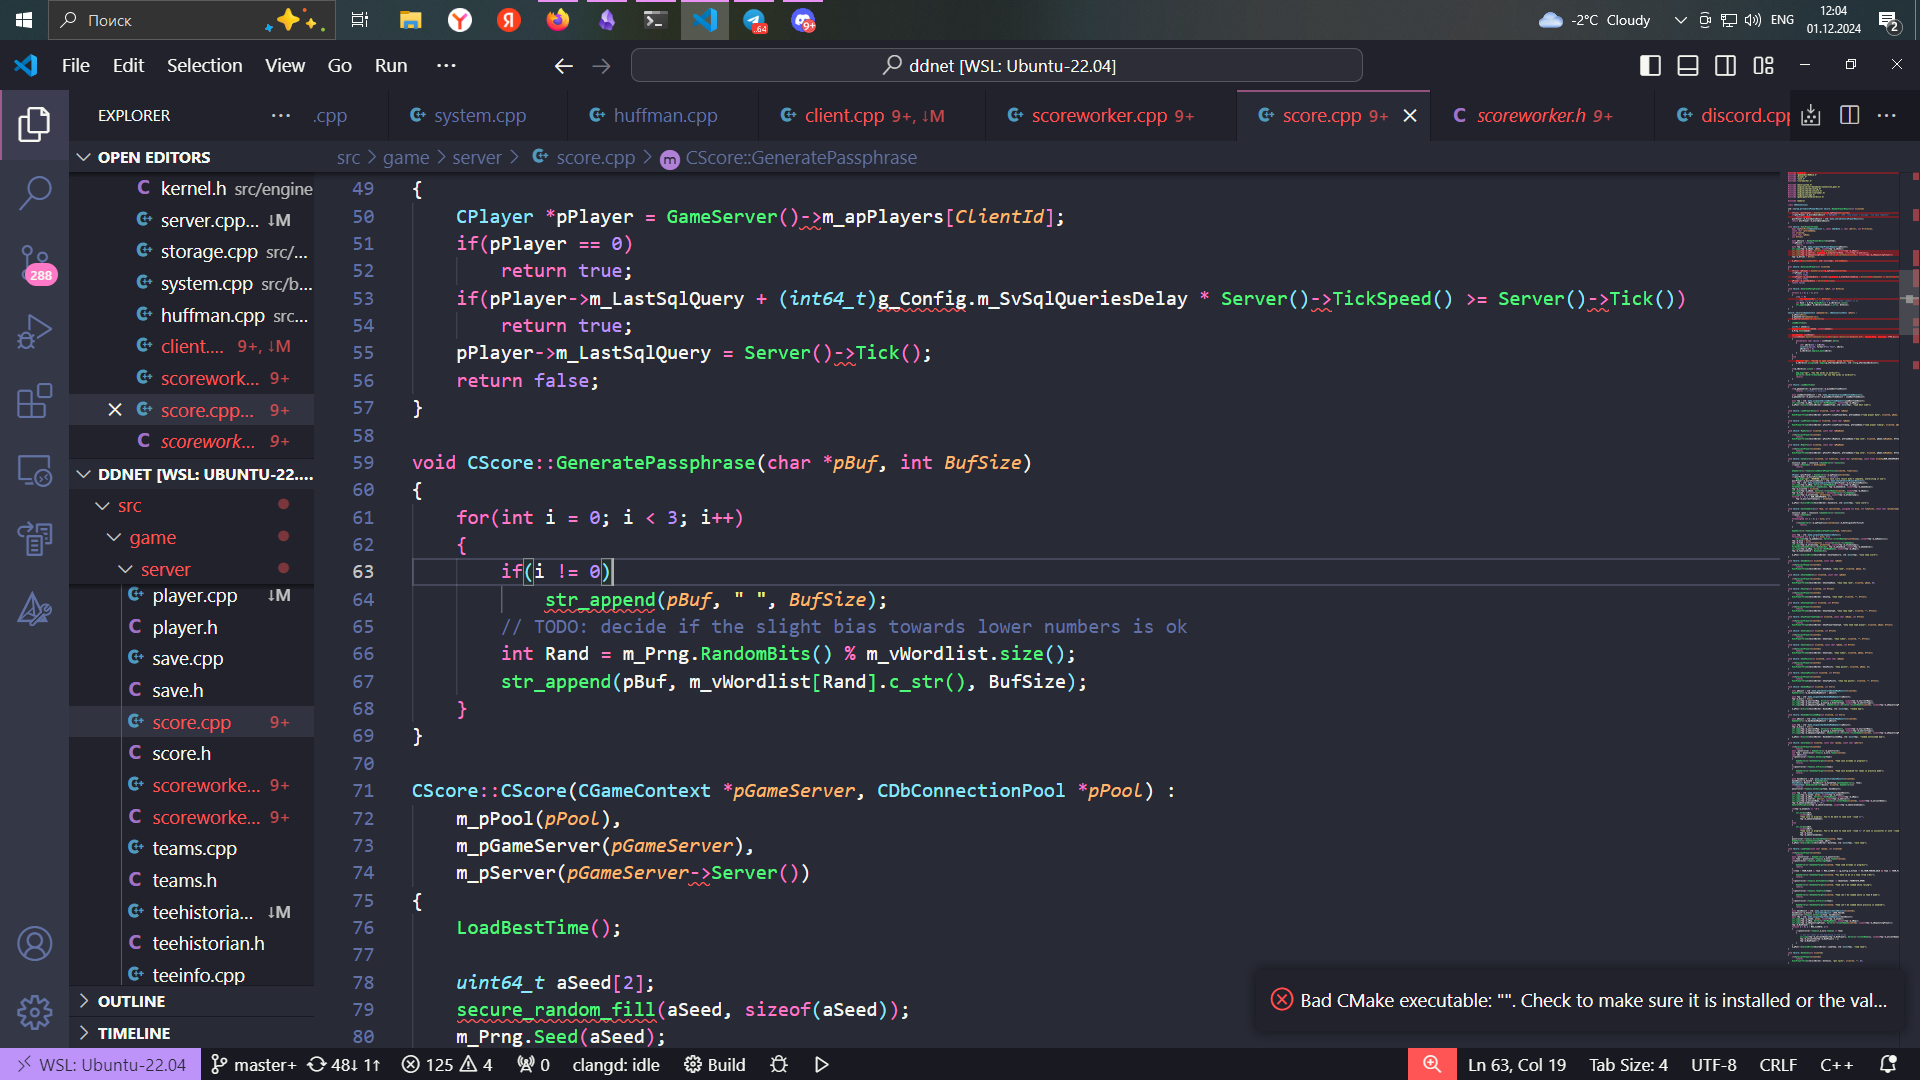 Поиск
.64
9+
-2°C Cloudy
ENG
12:04
01.12.2024
2
File Edit Selection View Go Run ···
ddnet [WSL: Ubuntu-22.04]
EXPLORER
.cpp
system.cpp
huffman.cpp
client.cpp 9+, ↓M
scoreworker.cpp 9+
score.cpp 9+
scoreworker.h 9+
discord.cpp
OPEN EDITORS
src > game > server > score.cpp > CScore::GeneratePassphrase
kernel.h src/engine
server.cpp... ↓M
storage.cpp src/...
system.cpp src/b...
huffman.cpp src...
client.... 9+, ↓M
scorework... 9+
score.cpp... 9+
scorework... 9+
288
DDNET [WSL: UBUNTU-22....
src
game
server
player.cpp ↓M
player.h
save.cpp
save.h
score.cpp 9+
score.h
scoreworke... 9+
scoreworke... 9+
teams.cpp
teams.h
teehistoria... ↓M
teehistorian.h
teeinfo.cpp
OUTLINE
TIMELINE
49 {
50 CPlayer *pPlayer = GameServer()->m_apPlayers[ClientId];
51 if(pPlayer == 0)
52 return true;
53 if(pPlayer->m_LastSqlQuery + (int64_t)g_Config.m_SvSqlQueriesDelay * Server()->TickSpeed() >= Server()->Tick())
54 return true;
55 pPlayer->m_LastSqlQuery = Server()->Tick();
56 return false;
57 }
58
59 void CScore::GeneratePassphrase(char *pBuf, int BufSize)
60 {
61 for(int i = 0; i < 3; i++)
62 {
63 if(i != 0)
64 str_append(pBuf, " ", BufSize);
65 // TODO: decide if the slight bias towards lower numbers is ok
66 int Rand = m_Prng.RandomBits() % m_vWordlist.size();
67 str_append(pBuf, m_vWordlist[Rand].c_str(), BufSize);
68 }
69 }
70
71 CScore::CScore(CGameContext *pGameServer, CDbConnectionPool *pPool) :
72 m_pPool(pPool),
73 m_pGameServer(pGameServer),
74 m_pServer(pGameServer->Server())
75 {
76 LoadBestTime();
77
78 uint64_t aSeed[2];
79 secure_random_fill(aSeed, sizeof(aSeed));
80 m_Prng.Seed(aSeed);
Bad CMake executable: "". Check to make sure it is installed or the val...
WSL: Ubuntu-22.04
master+
48↓ 1↑
125
4
0
clangd: idle
Build
Ln 63, Col 19
Tab Size: 4
UTF-8
CRLF
C++